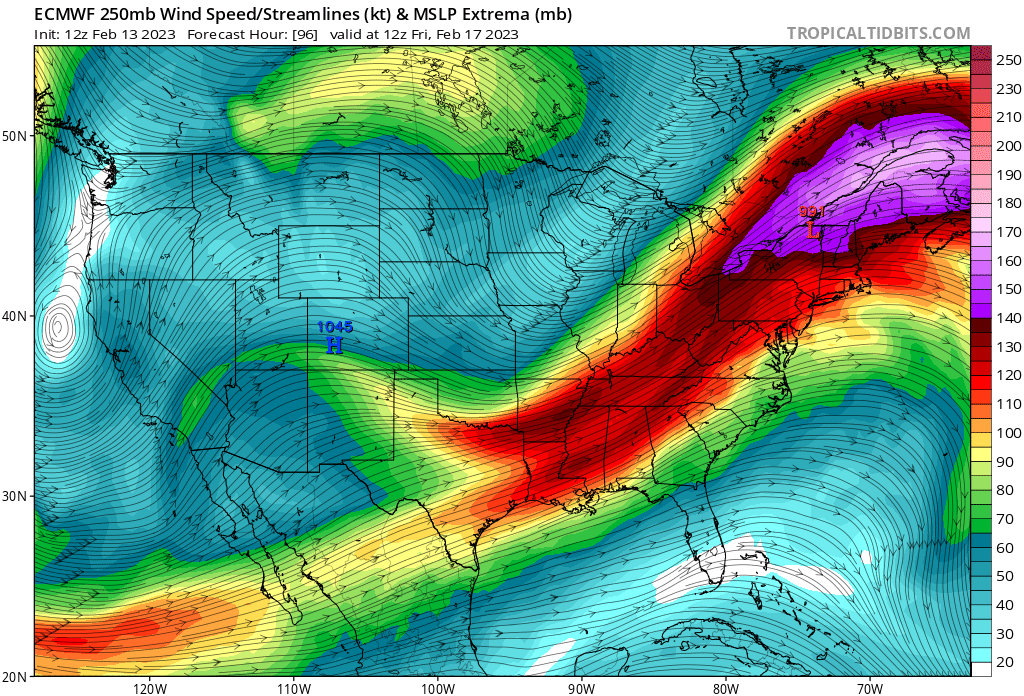 ECMWF 250mb Wind Speed/Streamlines (kt) & MSLP Extrema (mb)
Init: 12z Feb 13 2023 Forecast Hour: [96] valid at 12z Fri, Feb 17 2023
TROPICALTIDBITS.COM
250
230
210
200
190
180
170
160
150
140
130
120
110
100
90
80
70
60
50
40
30
20
50N
40N
30N
20N
991
L
1045
H
120W
110W
100W
90W
80W
70W